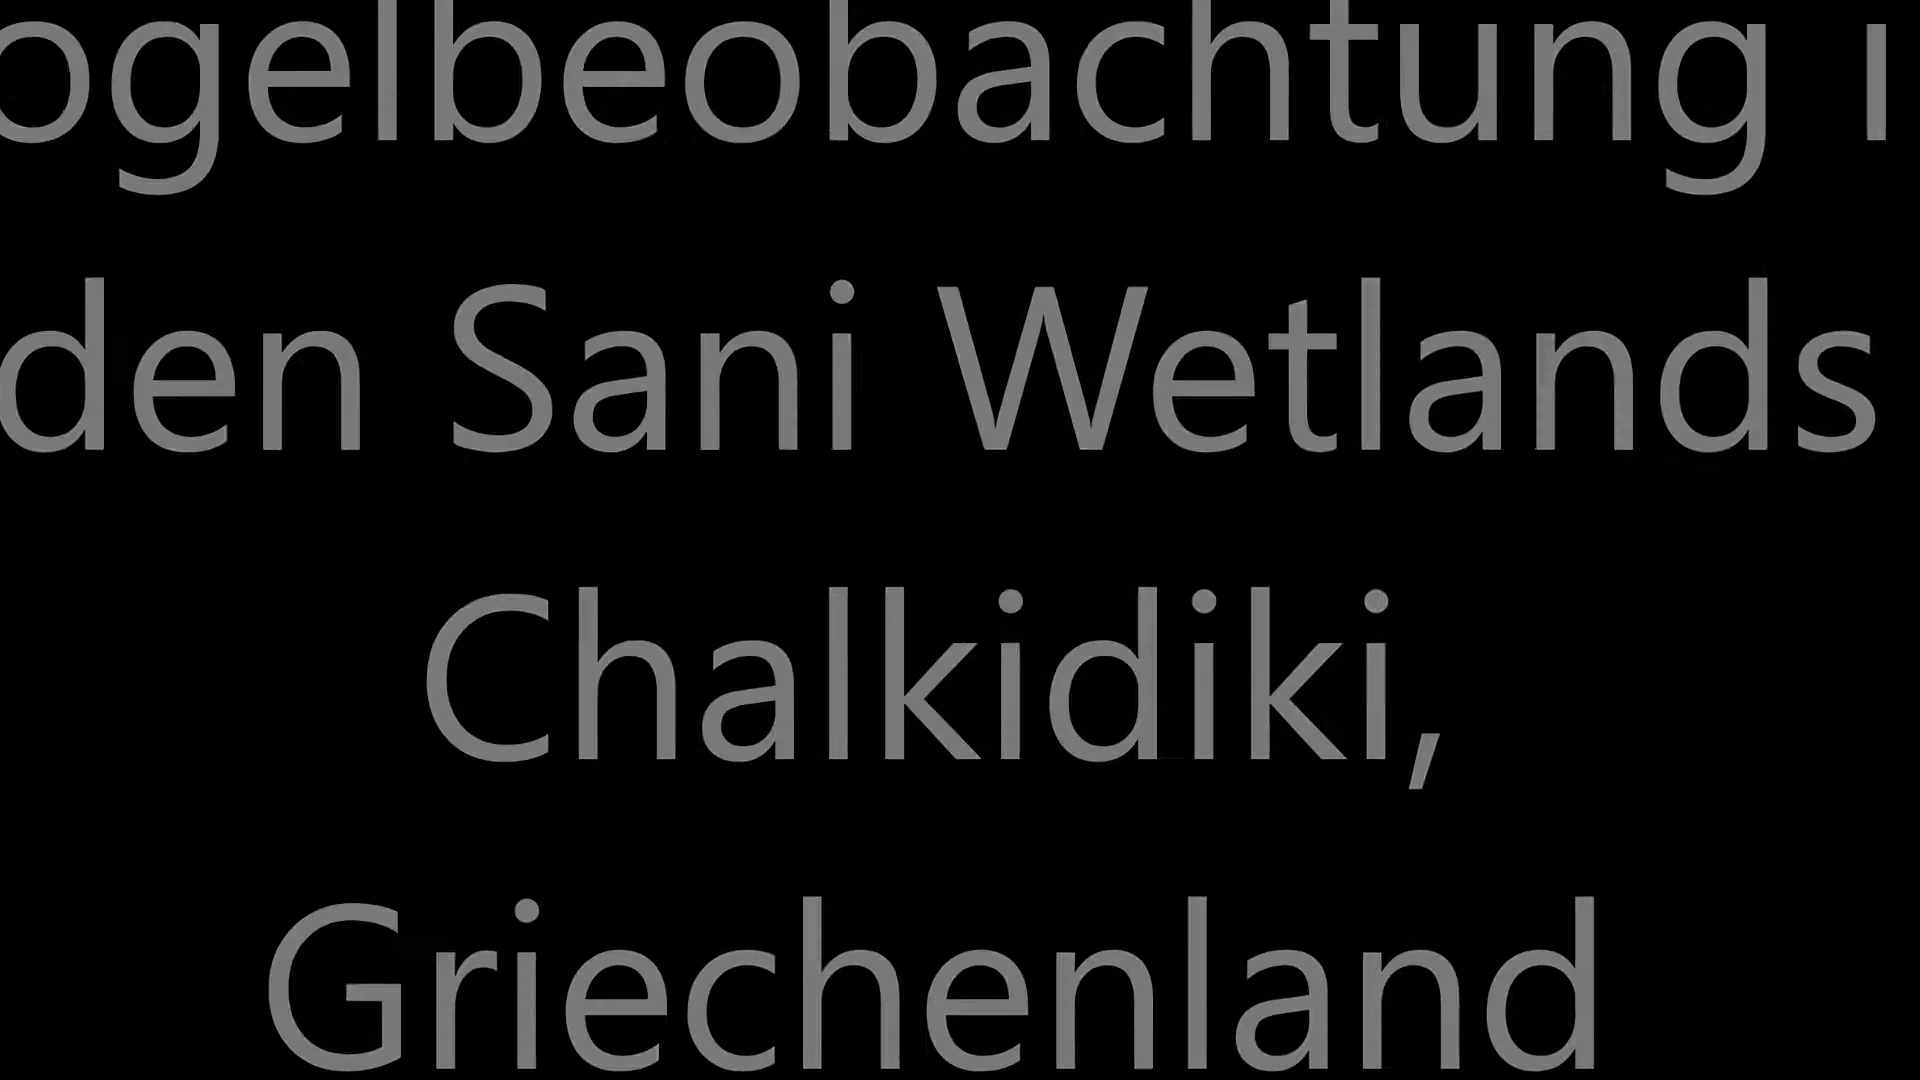 ogelbeobachtung i
den Sani Wetlands
Chalkidiki,
Griechenland